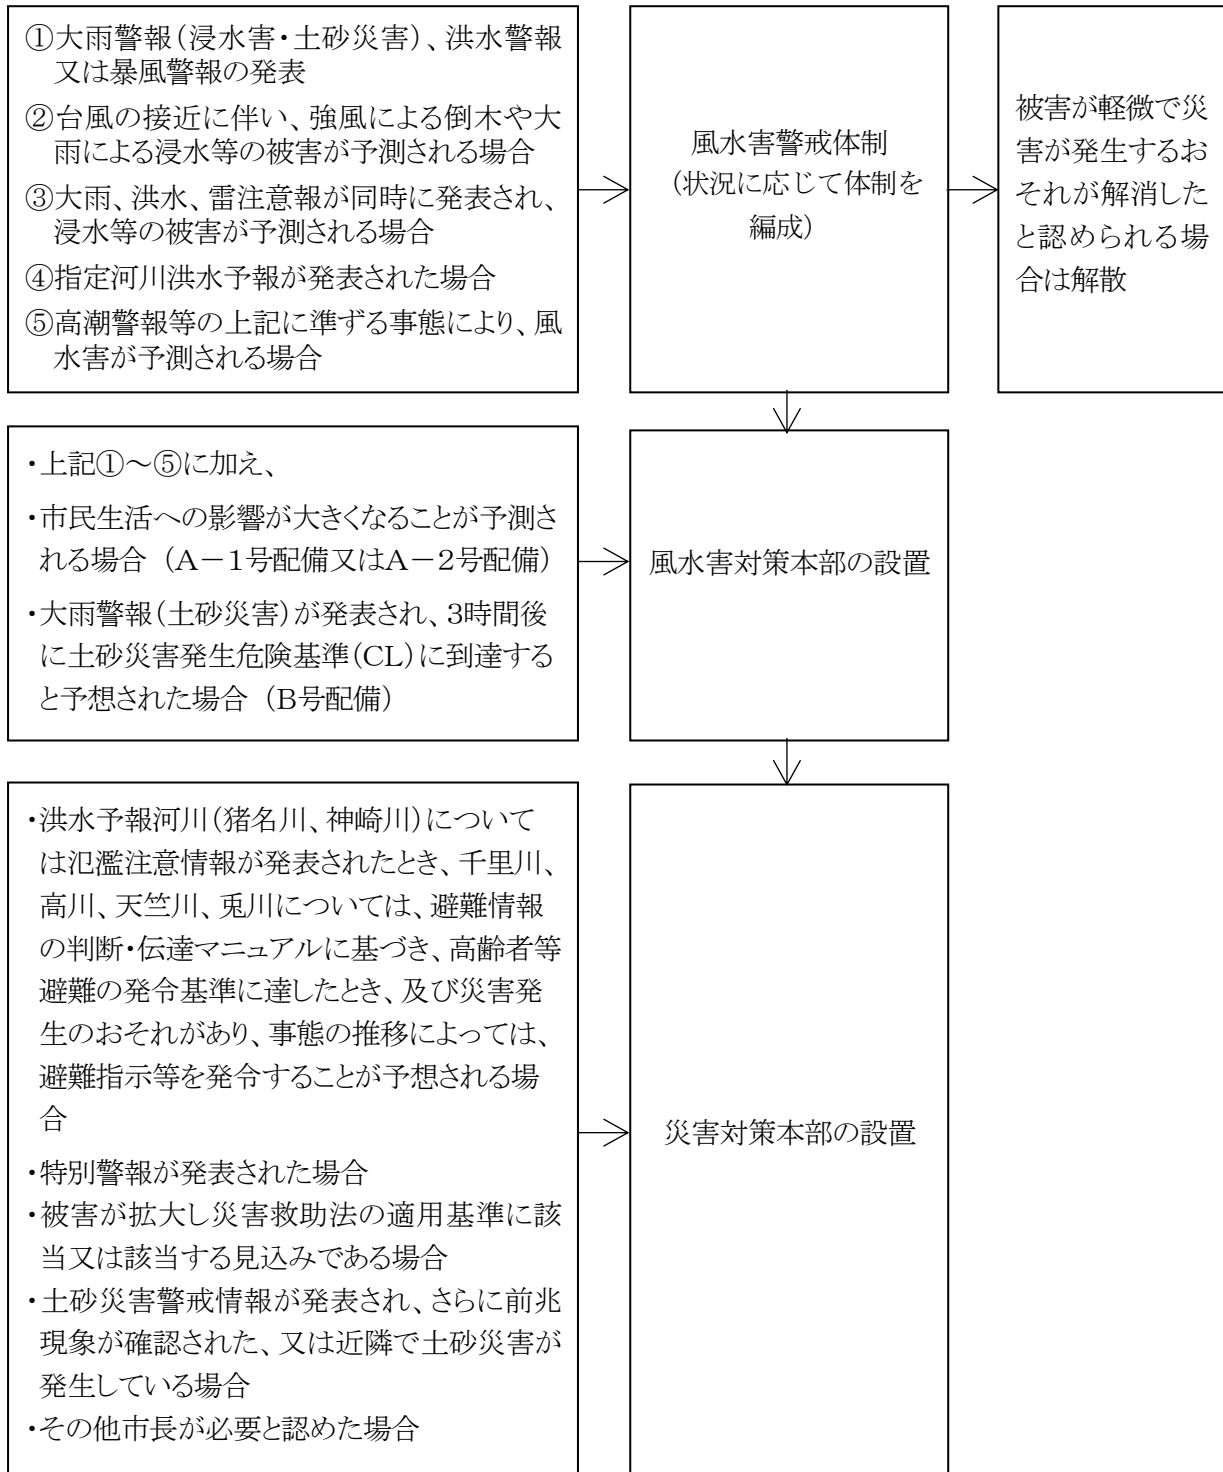 ①大雨警報（浸水害・土砂災害）、洪水警報
又は暴風警報の発表
②台風の接近に伴い、強風による倒木や大
雨による浸水等の被害が予測される場合
③大雨、洪水、雷注意報が同時に発表され、
浸水等の被害が予測される場合
④指定河川洪水予報が発表された場合
⑤高潮警報等の上記に準ずる事態により、風
水害が予測される場合
風水害警戒体制
（状況に応じて体制を
編成）
被害が軽微で災
害が発生するお
それが解消した
と認められる場
合は解散
・上記①～⑤に加え、
・市民生活への影響が大きくなることが予測さ
れる場合（A－1号配備又はA－2号配備）
・大雨警報（土砂災害）が発表され、3時間後
に土砂災害発生危険基準（CL）に到達する
と予想された場合（B号配備）
風水害対策本部の設置
・洪水予報河川（猪名川、神崎川）について
は氾濫注意情報が発表されたとき、千里川、
高川、天竺川、兎川については、避難情報
の判断・伝達マニュアルに基づき、高齢者等
避難の発令基準に達したとき、及び災害発
生のおそれがあり、事態の推移によっては、
避難指示等を発令することが予想される場
合
・特別警報が発表された場合
・被害が拡大し災害救助法の適用基準に該
当又は該当する見込みである場合
・土砂災害警戒情報が発表され、さらに前兆
現象が確認された、又は近隣で土砂災害が
発生している場合
・その他市長が必要と認めた場合
災害対策本部の設置